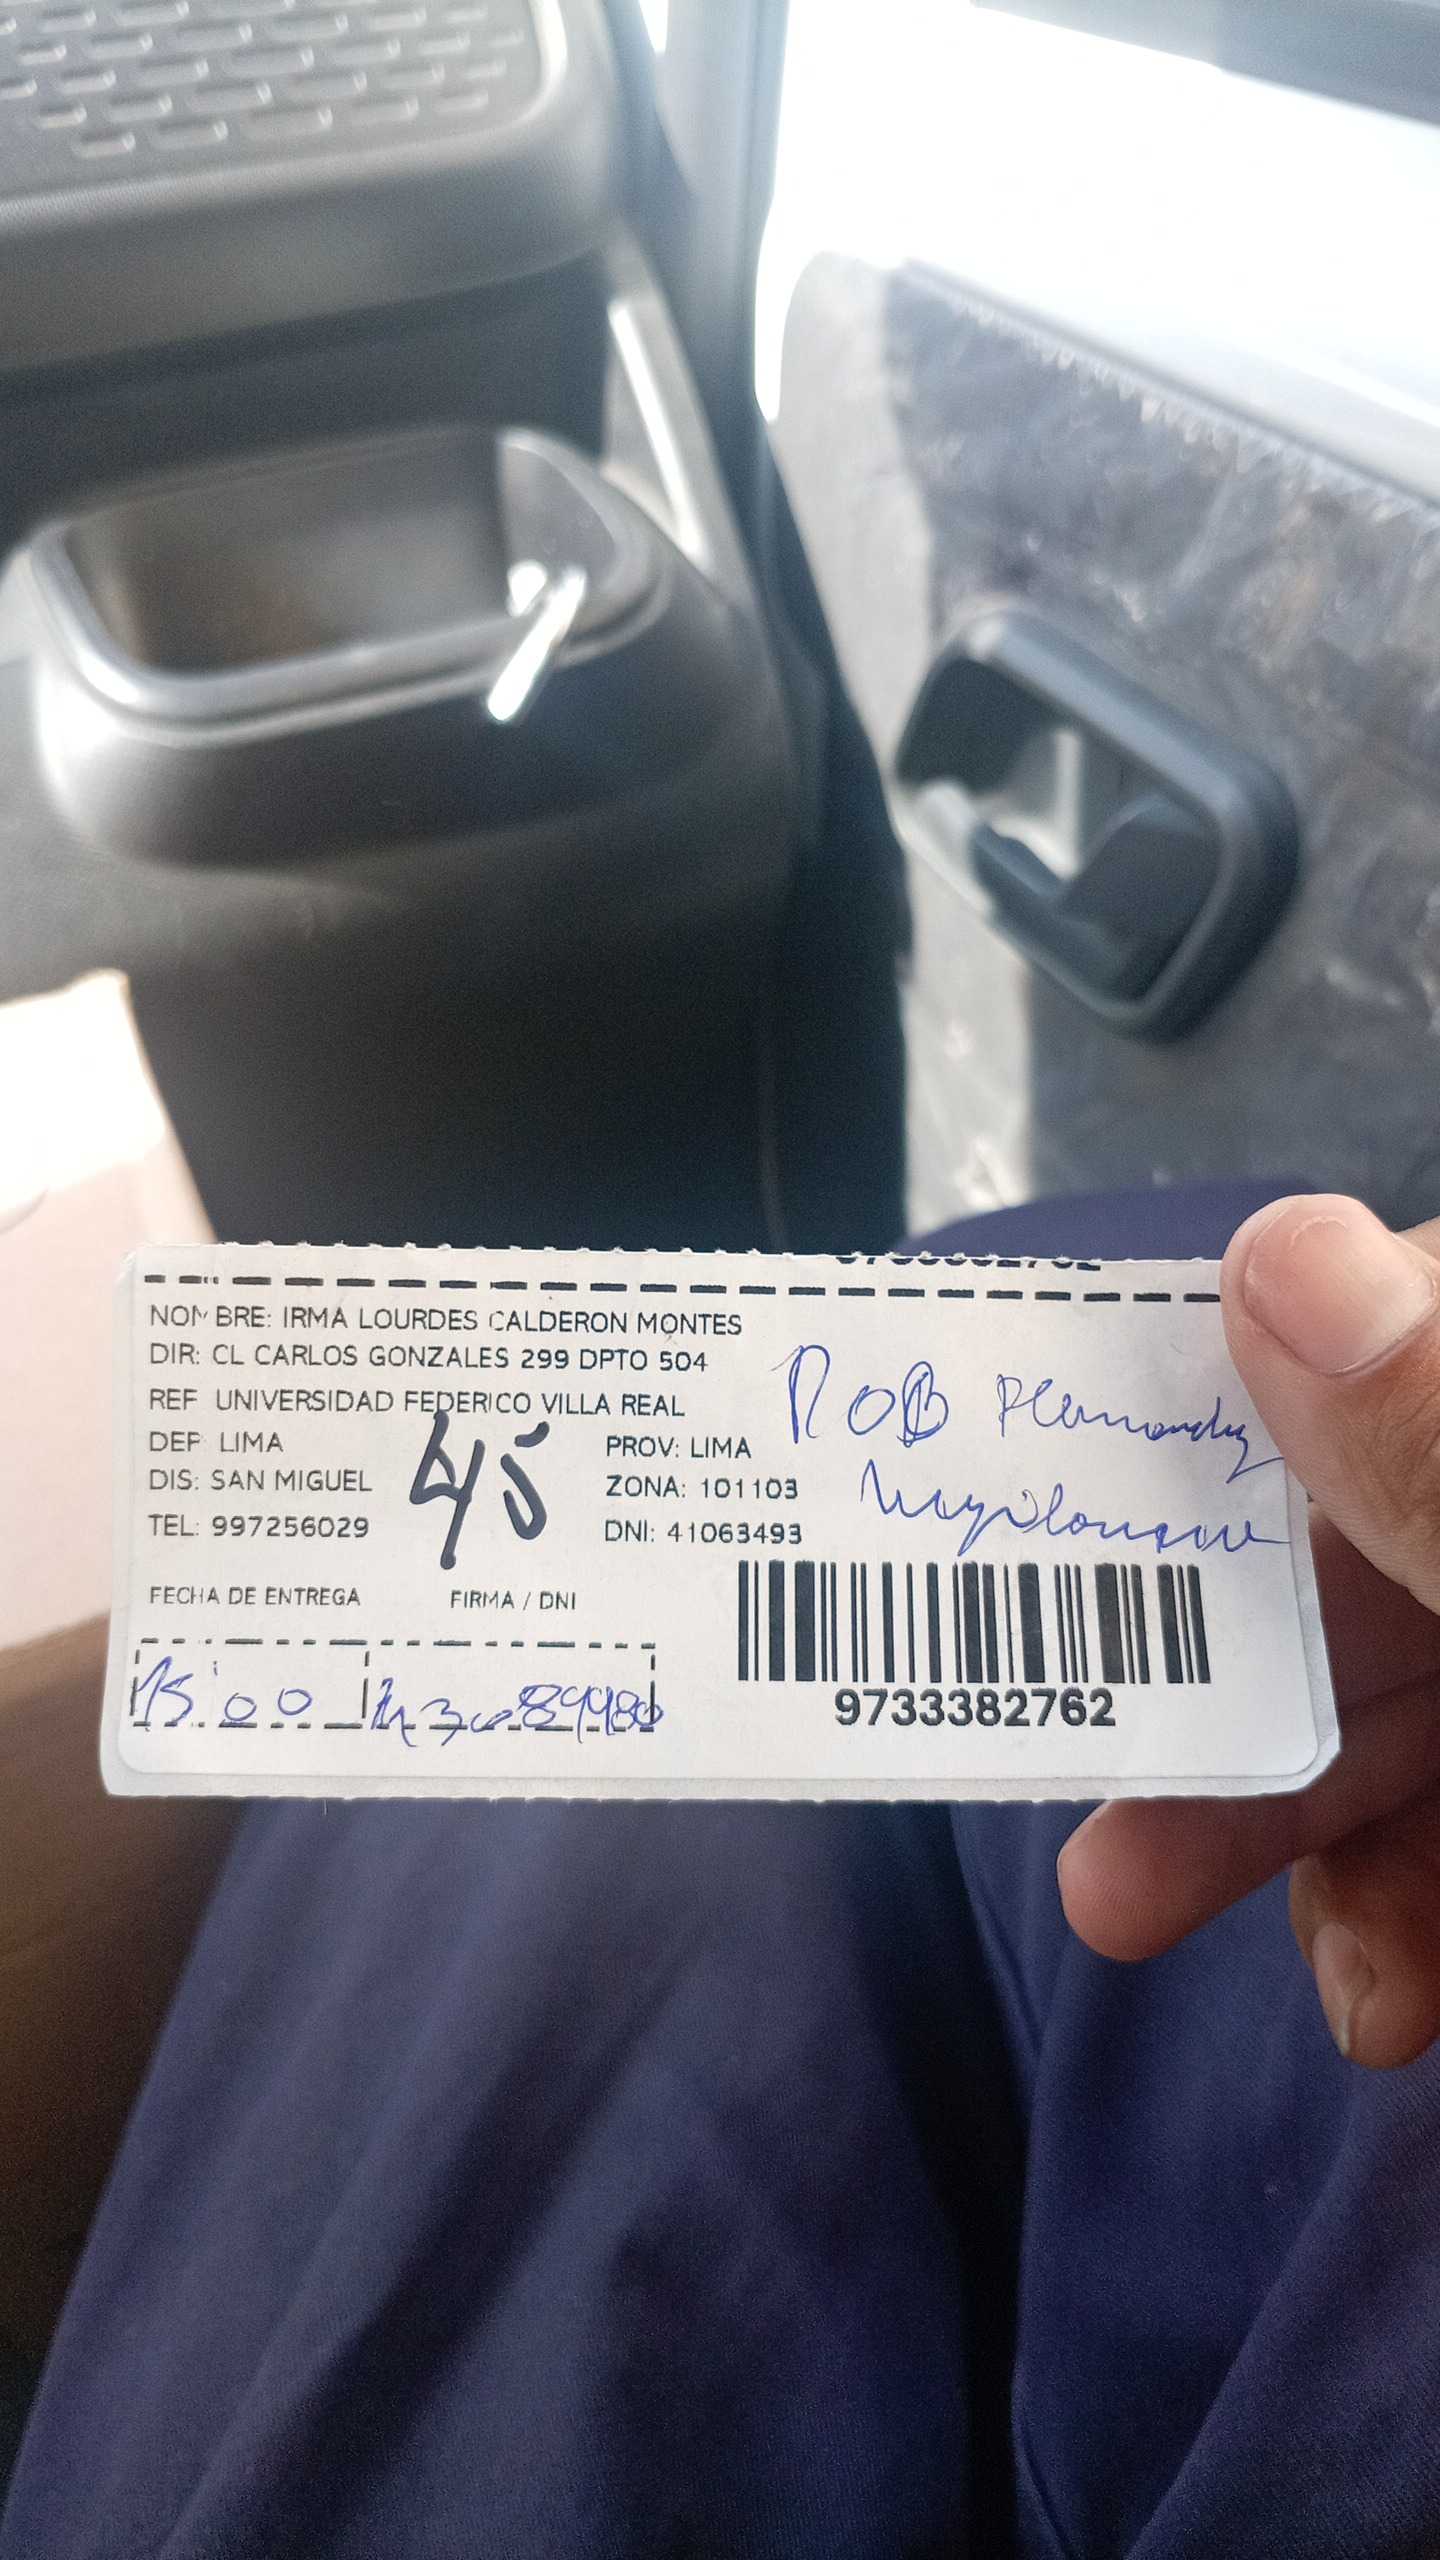 NOMBRE: IRMA LOURDES CALDERON MONTES
DIR: CL CARLOS GONZALES 299 DPTO 504
REF UNIVERSIDAD FEDERICO VILLA REAL
DEP LIMA PROV: LIMA
DIS: SAN MIGUEL ZONA: 101103
TEL: 997256029 DNI: 41063493
45
ROB
FECHA DE ENTREGA FIRMA / DNI
15:00
9733382762